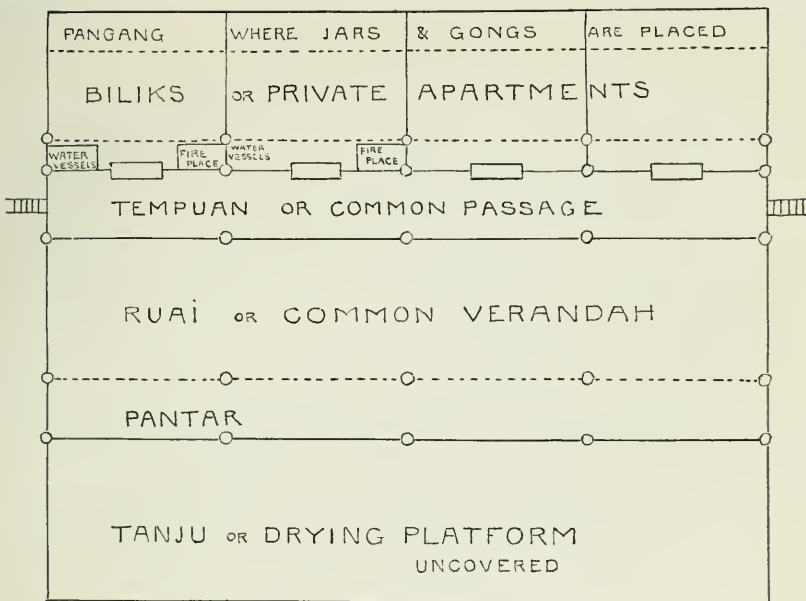 PANGANG WHERE JARS & GONGS ARE PLACED
BILIKS OR PRIVATE APARTMENTS
WATER VESSELS
FIRE PLACE
WATER VESSELS
FIRE PLACE
TEMPUAN OR COMMON PASSAGE
RUAI OR COMMON VERANDAH
PANTAR
TANJU OR DRYING PLATFORM
UNCOVERED